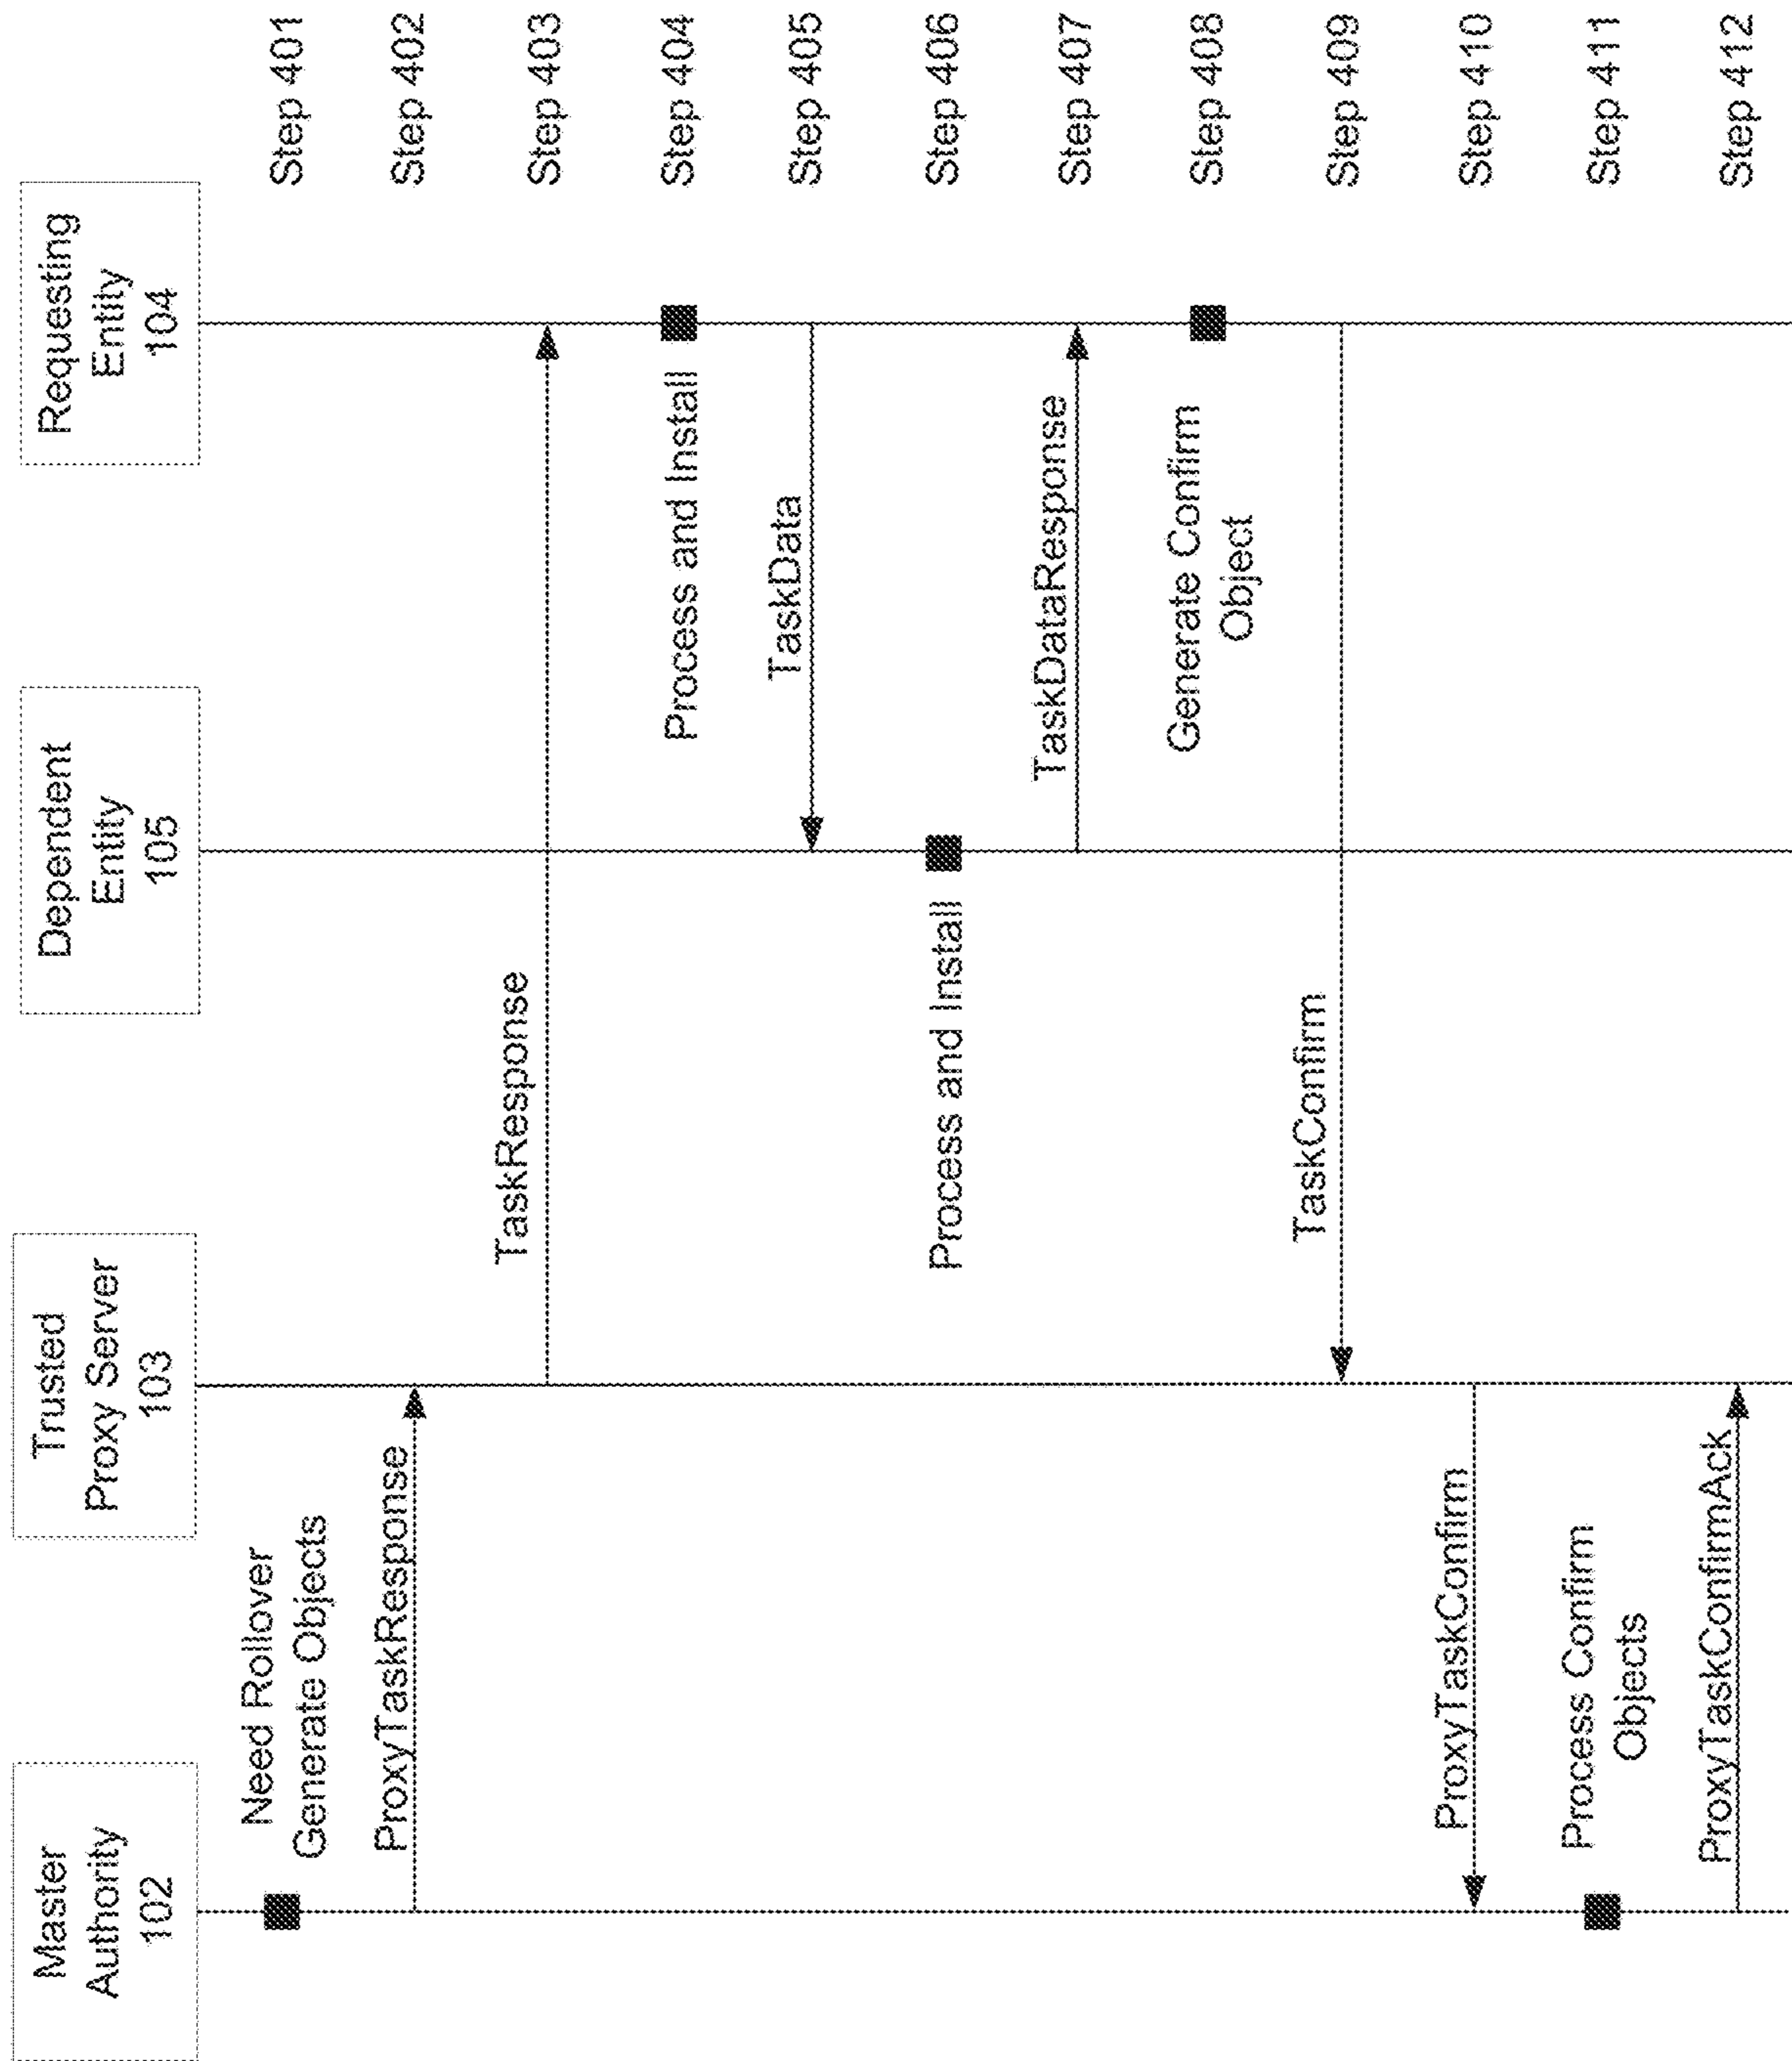 Master
Authority
102
Trusted
Proxy Server
103
Dependent
Entity
105
Requesting
Entity
104
Need Rollover
Generate Objects
Step 401
ProxyTaskResponse
Step 402
TaskResponse
Step 403
Process and Install
Step 404
TaskData
Step 405
Process and Install
Step 406
TaskDataResponse
Step 407
Generate Confirm
Object
Step 408
TaskConfirm
Step 409
ProxyTaskConfirm
Step 410
Process Confirm
Objects
Step 411
ProxyTaskConfirmAck
Step 412